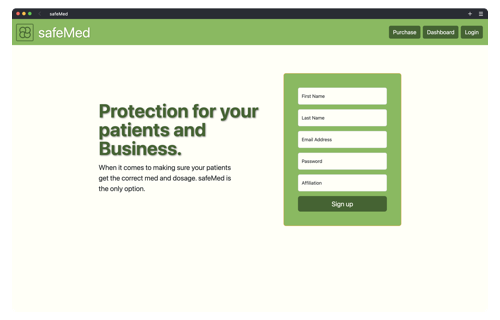 safeMed
safeMed
Purchase
Dashboard
Login
Protection for your
patients and
Business.
When it comes to making sure your patients
get the correct med and dosage. safeMed is
the only option.
First Name
Last Name
Email Address
Password
Affiliation
Sign up